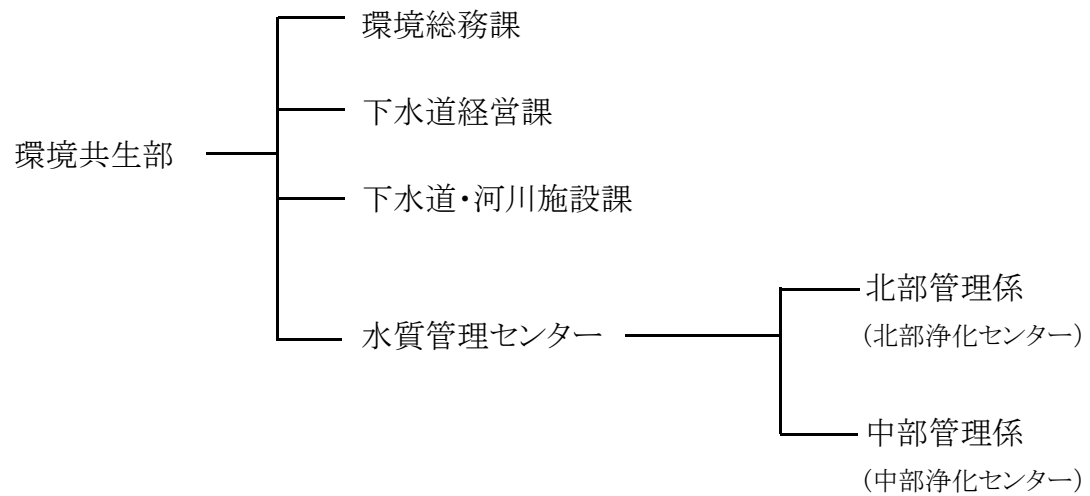 環境総務課
下水道経営課
環境共生部
下水道・河川施設課
北部管理係
(北部浄化センター)
水質管理センター
中部管理係
(中部浄化センター)